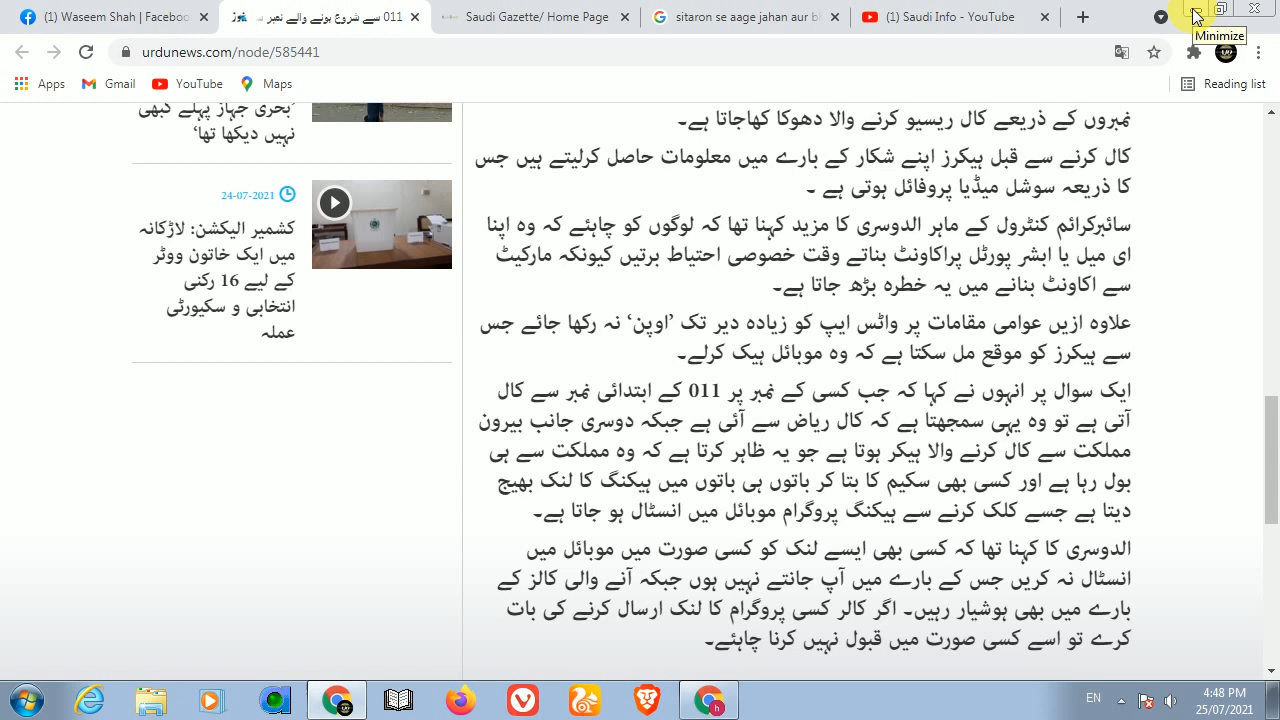 (1) Waseem Shah | Facebook
011 سے شروع ہونے والے نمبر سے
Saudi Gazette/ Home Page
sitaron se aage jahan aur bh
(1) Saudi Info - YouTube
Minimize
urdunews.com/node/585441
Apps
Gmail
YouTube
Maps
Reading list
نمبروں کے ذریعے کال ریسیو کرنے والا دھوکا کھاجاتا ہے۔
کال کرنے سے قبل ہیکرز اپنے شکار کے بارے میں معلومات حاصل کرلیتے ہیں جس
کا ذریعہ سوشل میڈیا پروفائل ہوتی ہے ۔
سائبرکرائم کنٹرول کے ماہر الدوسری کا مزید کہنا تھا کہ لوگوں کو چاہئے کہ وہ اپنا
ای میل یا ابشر پورٹل پراکاونٹ بناتے وقت خصوصی احتیاط برتیں کیونکہ مارکیٹ
سے اکاونٹ بنانے میں یہ خطرہ بڑھ جاتا ہے۔
علاوہ ازیں عوامی مقامات پر واٹس ایپ کو زیادہ دیر تک ’اوپن‘ نہ رکھا جائے جس
سے ہیکرز کو موقع مل سکتا ہے کہ وہ موبائل ہیک کرلے۔
ایک سوال پر انہوں نے کہا کہ جب کسی کے نمبر پر 011 کے ابتدائی نمبر سے کال
آتی ہے تو وہ یہی سمجھتا ہے کہ کال ریاض سے آئی ہے جبکہ دوسری جانب بیرون
مملکت سے کال کرنے والا ہیکر ہوتا ہے جو یہ ظاہر کرتا ہے کہ وہ مملکت سے ہی
بول رہا ہے اور کسی بھی سکیم کا بتا کر باتوں ہی باتوں میں ہیکنگ کا لنک بھیج
دیتا ہے جسے کلک کرنے سے ہیکنگ پروگرام موبائل میں انسٹال ہو جاتا ہے۔
الدوسری کا کہنا تھا کہ کسی بھی ایسے لنک کو کسی صورت میں موبائل میں
انسٹال نہ کریں جس کے بارے میں آپ جانتے نہیں ہوں جبکہ آنے والی کالز کے
بارے میں بھی ہوشیار رہیں۔ اگر کالر کسی پروگرام کا لنک ارسال کرنے کی بات
کرے تو اسے کسی صورت میں قبول نہیں کرنا چاہئے۔
’بحری جہاز پہلے کبھی
نہیں دیکھا تھا‘
24-07-2021
کشمیر الیکشن: لاڑکانہ
میں ایک خاتون ووٹر
کے لیے 16 رکنی
انتخابی و سکیورٹی
عملہ
EN
4:48 PM
25/07/2021